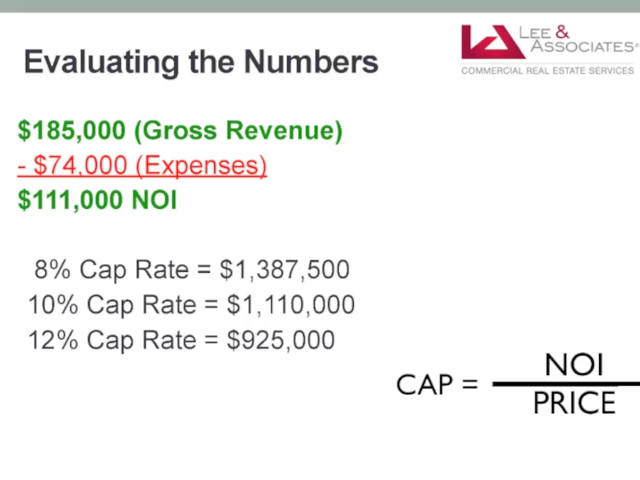 LEE &
ASSOCIATES®
COMMERCIAL REAL ESTATE SERVICES
Evaluating the Numbers
$185,000 (Gross Revenue)
- $74,000 (Expenses)
$111,000 NOI
8% Cap Rate = $1,387,500
10% Cap Rate = $1,110,000
12% Cap Rate = $925,000
NOI
CAP =
PRICE